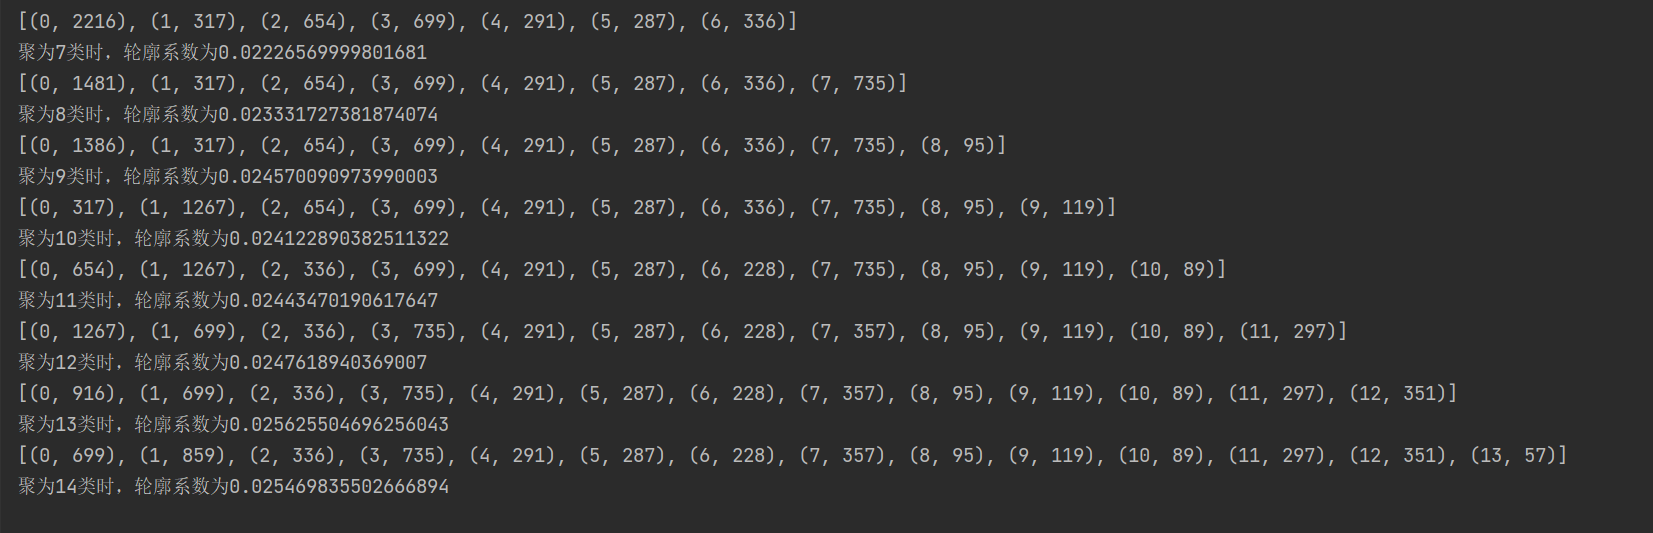 [(0, 2216), (1, 317), (2, 654), (3, 699), (4, 291), (5, 287), (6, 336)]
聚为7类时，轮廓系数为0.02226569999801681
[(0, 1481), (1, 317), (2, 654), (3, 699), (4, 291), (5, 287), (6, 336), (7, 735)]
聚为8类时，轮廓系数为0.023331727381874074
[(0, 1386), (1, 317), (2, 654), (3, 699), (4, 291), (5, 287), (6, 336), (7, 735), (8, 95)]
聚为9类时，轮廓系数为0.024570090973990003
[(0, 317), (1, 1267), (2, 654), (3, 699), (4, 291), (5, 287), (6, 336), (7, 735), (8, 95), (9, 119)]
聚为10类时，轮廓系数为0.024122890382511322
[(0, 654), (1, 1267), (2, 336), (3, 699), (4, 291), (5, 287), (6, 228), (7, 735), (8, 95), (9, 119), (10, 89)]
聚为11类时，轮廓系数为0.02443470190617647
[(0, 1267), (1, 699), (2, 336), (3, 735), (4, 291), (5, 287), (6, 228), (7, 357), (8, 95), (9, 119), (10, 89), (11, 297)]
聚为12类时，轮廓系数为0.0247618940369007
[(0, 916), (1, 699), (2, 336), (3, 735), (4, 291), (5, 287), (6, 228), (7, 357), (8, 95), (9, 119), (10, 89), (11, 297), (12, 351)]
聚为13类时，轮廓系数为0.025625504696256043
[(0, 699), (1, 859), (2, 336), (3, 735), (4, 291), (5, 287), (6, 228), (7, 357), (8, 95), (9, 119), (10, 89), (11, 297), (12, 351), (13, 57)]
聚为14类时，轮廓系数为0.025469835502666894